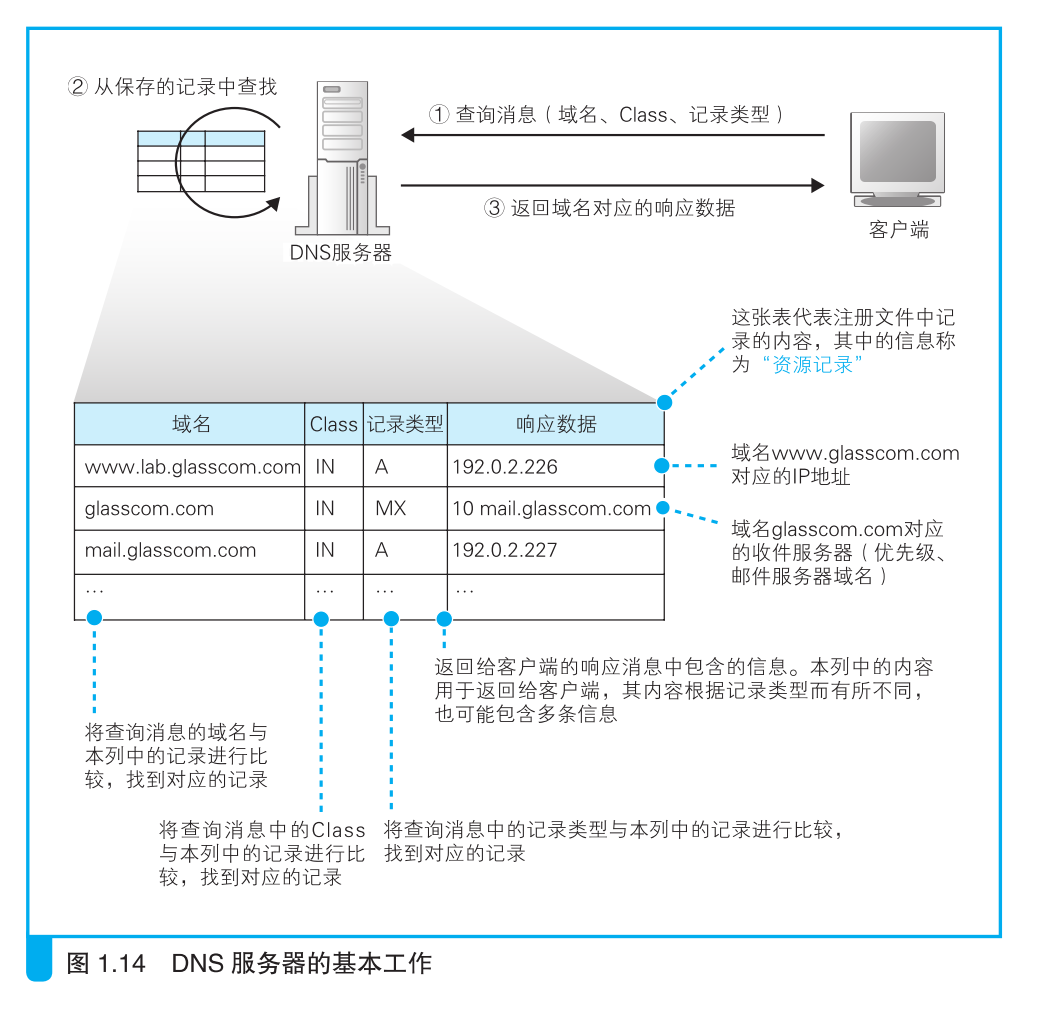 ② 从保存的记录中查找
① 查询消息（域名、Class、记录类型）
③ 返回域名对应的响应数据
DNS服务器
客户端
这张表代表注册文件中记
录的内容，其中的信息称
为“资源记录”
域名 Class 记录类型 响应数据
www.lab.glasscom.com IN A 192.0.2.226
glasscom.com IN MX 10 mail.glasscom.com
mail.glasscom.com IN A 192.0.2.227
… … … …
域名www.glasscom.com
对应的IP地址
域名glasscom.com对应
的收件服务器（优先级、
邮件服务器域名）
返回给客户端的响应消息中包含的信息。本列中的内容
用于返回给客户端，其内容根据记录类型而有所不同，
也可能包含多条信息
将查询消息的域名与
本列中的记录进行比
较，找到对应的记录
将查询消息中的Class
与本列中的记录进行比
较，找到对应的记录
将查询消息中的记录类型与本列中的记录进行比较，
找到对应的记录
图 1.14 DNS 服务器的基本工作